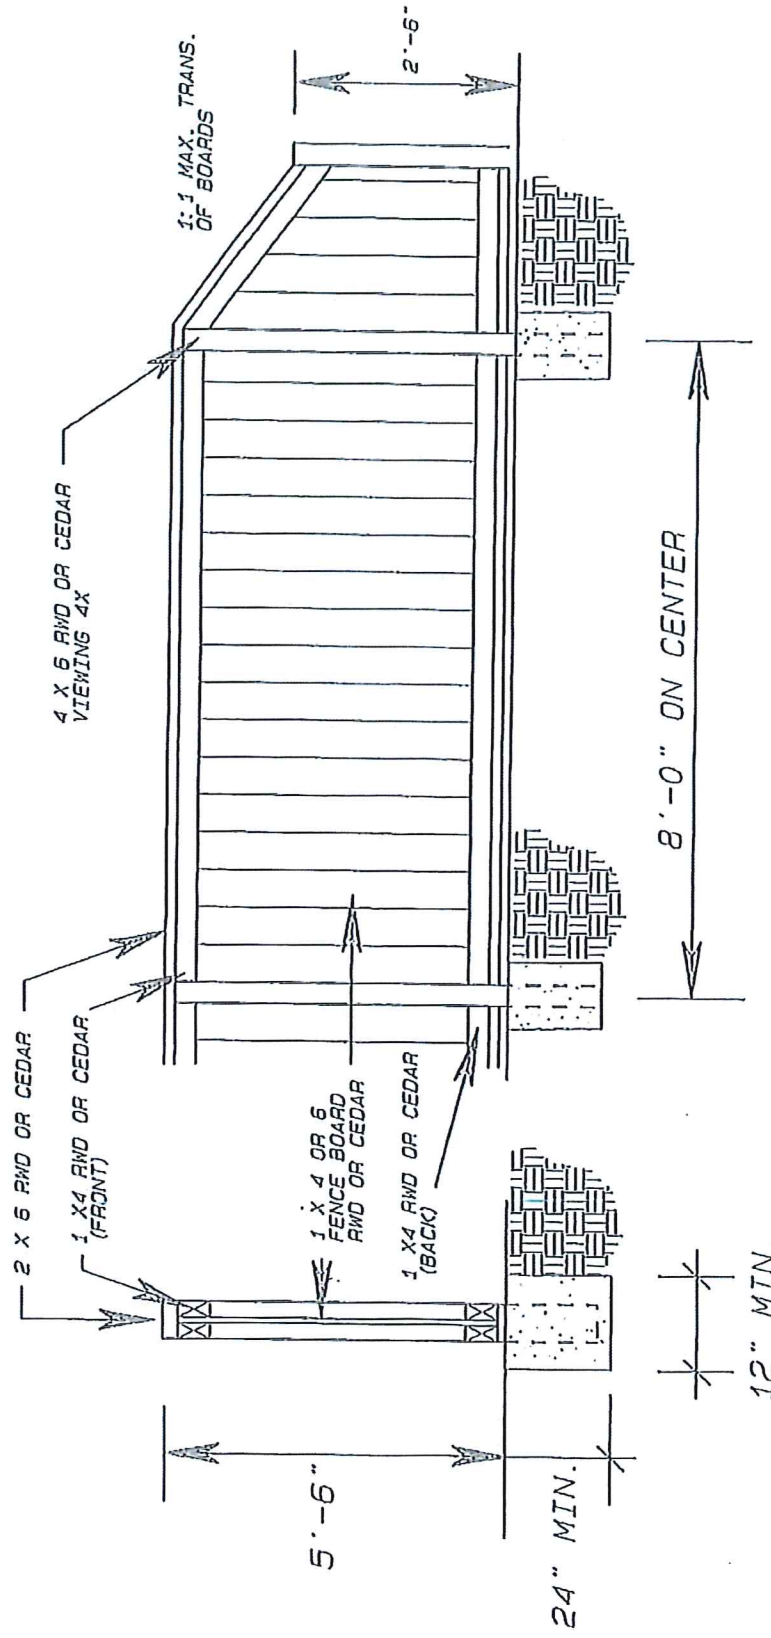 2 X 6 RWD OR CEDAR
1 X4 RWD OR CEDAR
(FRONT)
4 X 6 RWD OR CEDAR
VIEWING 4X
1:1 MAX. TRANS.
OF BOARDS
1 X 4 OR 6
FENCE BOARD
RWD OR CEDAR
1 X4 RWD OR CEDAR
(BACK)
5'-6"
2'-6"
24" MIN.
12" MIN.
8'-0" ON CENTER